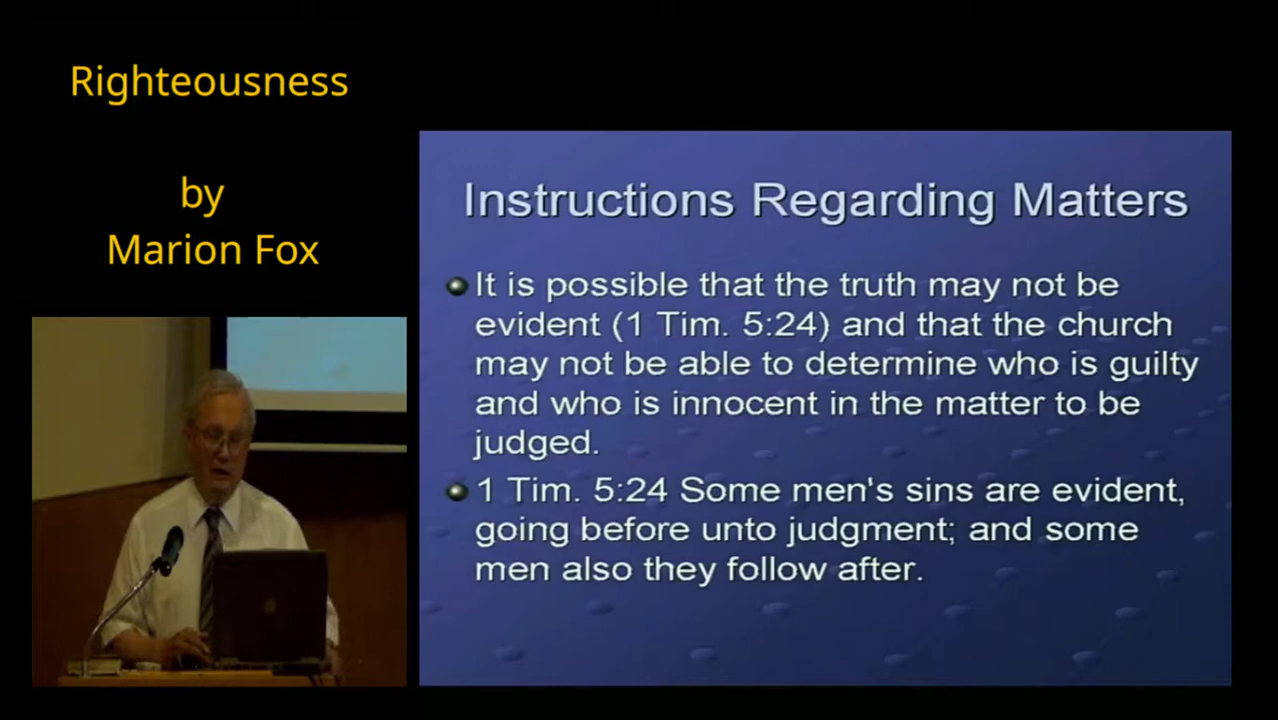 Righteousness
by
Marion Fox
Instructions Regarding Matters
It is possible that the truth may not be
evident (1 Tim. 5:24) and that the church
may not be able to determine who is guilty
and who is innocent in the matter to be
judged.
1 Tim. 5:24 Some men's sins are evident,
going before unto judgment; and some
men also they follow after.